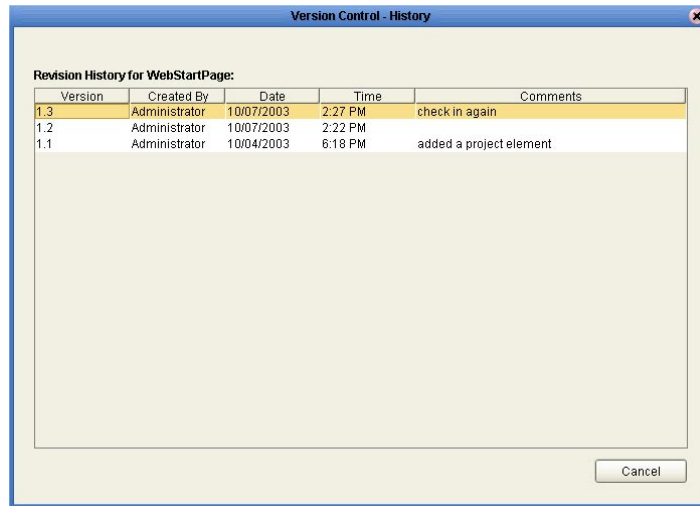 Version Control - History
Revision History for WebStartPage:
Version Created By Date Time Comments
1.3 Administrator 10/07/2003 2:27 PM check in again
1.2 Administrator 10/07/2003 2:22 PM
1.1 Administrator 10/04/2003 6:18 PM added a project element
Cancel